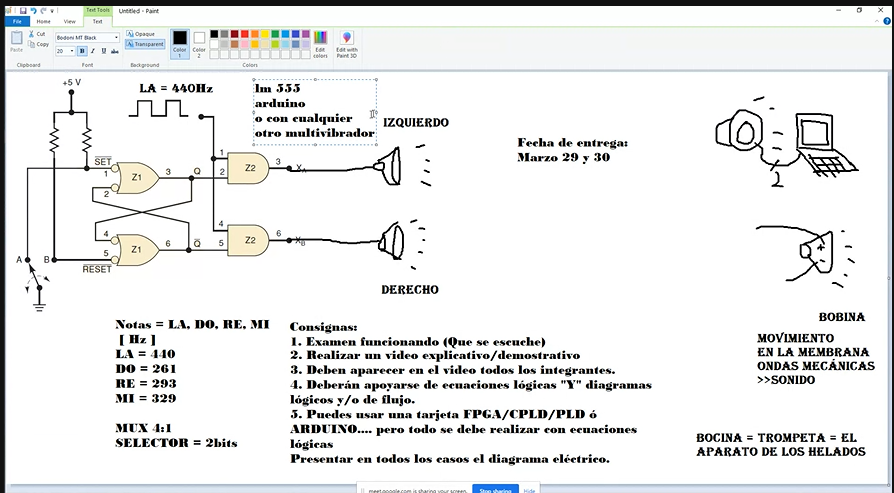 Text Tools
Untitled - Paint
File
Home
View
Text
Paste
Cut
Copy
Clipboard
Bodoni MT Black
20
B
I
U
abc
Font
Opaque
Transparent
Background
Color
1
Color
2
Colors
Edit
colors
Edit with
Paint 3D
+5 V
LA = 440Hz
lm 555
arduino
o con cualquier
otro multivibrador
IZQUIERDO
SET
1
2
Z1
3
Q
1
2
Z2
3
XA
4
5
Z1
6
Q
4
5
Z2
6
XB
A
B
RESET
DERECHO
Fecha de entrega:
Marzo 29 y 30
2
BOBINA
MOVIMIENTO
EN LA MEMBRANA
ONDAS MECÁNICAS
>>SONIDO
BOCINA = TROMPETA = EL
APARATO DE LOS HELADOS
Notas = LA, DO, RE, MI
[ Hz ]
LA = 440
DO = 261
RE = 293
MI = 329
MUX 4:1
SELECTOR = 2bits
Consignas:
1. Examen funcionando (Que se escuche)
2. Realizar un video explicativo/demostrativo
3. Deben aparecer en el video todos los integrantes.
4. Deberán apoyarse de ecuaciones lógicas "Y" diagramas
lógicos y/o de flujo.
5. Puedes usar una tarjeta FPGA/CPLD/PLD ó
ARDUINO.... pero todo se debe realizar con ecuaciones
lógicas
Presentar en todos los casos el diagrama eléctrico.
meet.google.com is sharing your screen.
Stop sharing
Hide